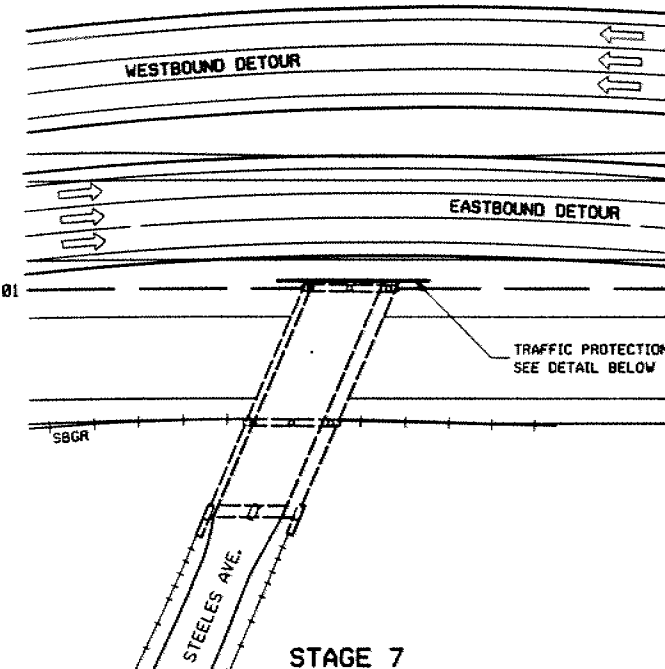 WESTBOUND DETOUR
EASTBOUND DETOUR
01
TRAFFIC PROTECTION
SEE DETAIL BELOW
SBGR
STEELES AVE.
STAGE 7